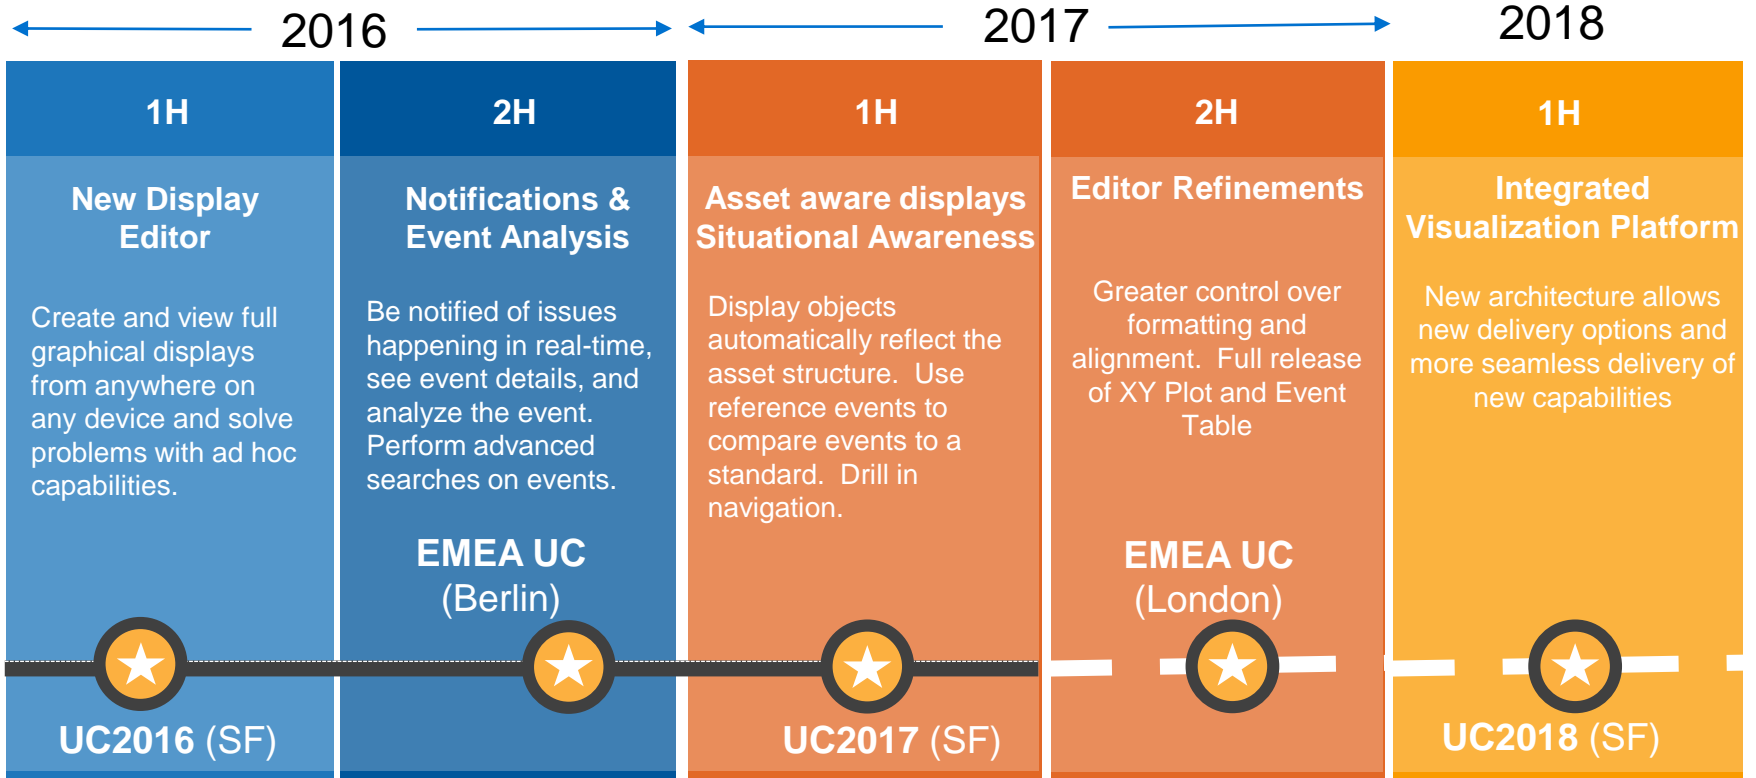 2016
2017
2018
1H
New Display
Editor
Create and view full
graphical displays
from anywhere on
any device and solve
problems with ad hoc
capabilities.
UC2016 (SF)
2H
Notifications &
Event Analysis
Be notified of issues
happening in real-time,
see event details, and
analyze the event.
Perform advanced
searches on events.
EMEA UC
(Berlin)
1H
Asset aware displays
Situational Awareness
Display objects
automatically reflect the
asset structure.  Use
reference events to
compare events to a
standard.  Drill in
navigation.
UC2017 (SF)
2H
Editor Refinements
Greater control over
formatting and
alignment.  Full release
of XY Plot and Event
Table
EMEA UC
(London)
1H
Integrated
Visualization Platform
New architecture allows
new delivery options and
more seamless delivery of
new capabilities
UC2018 (SF)